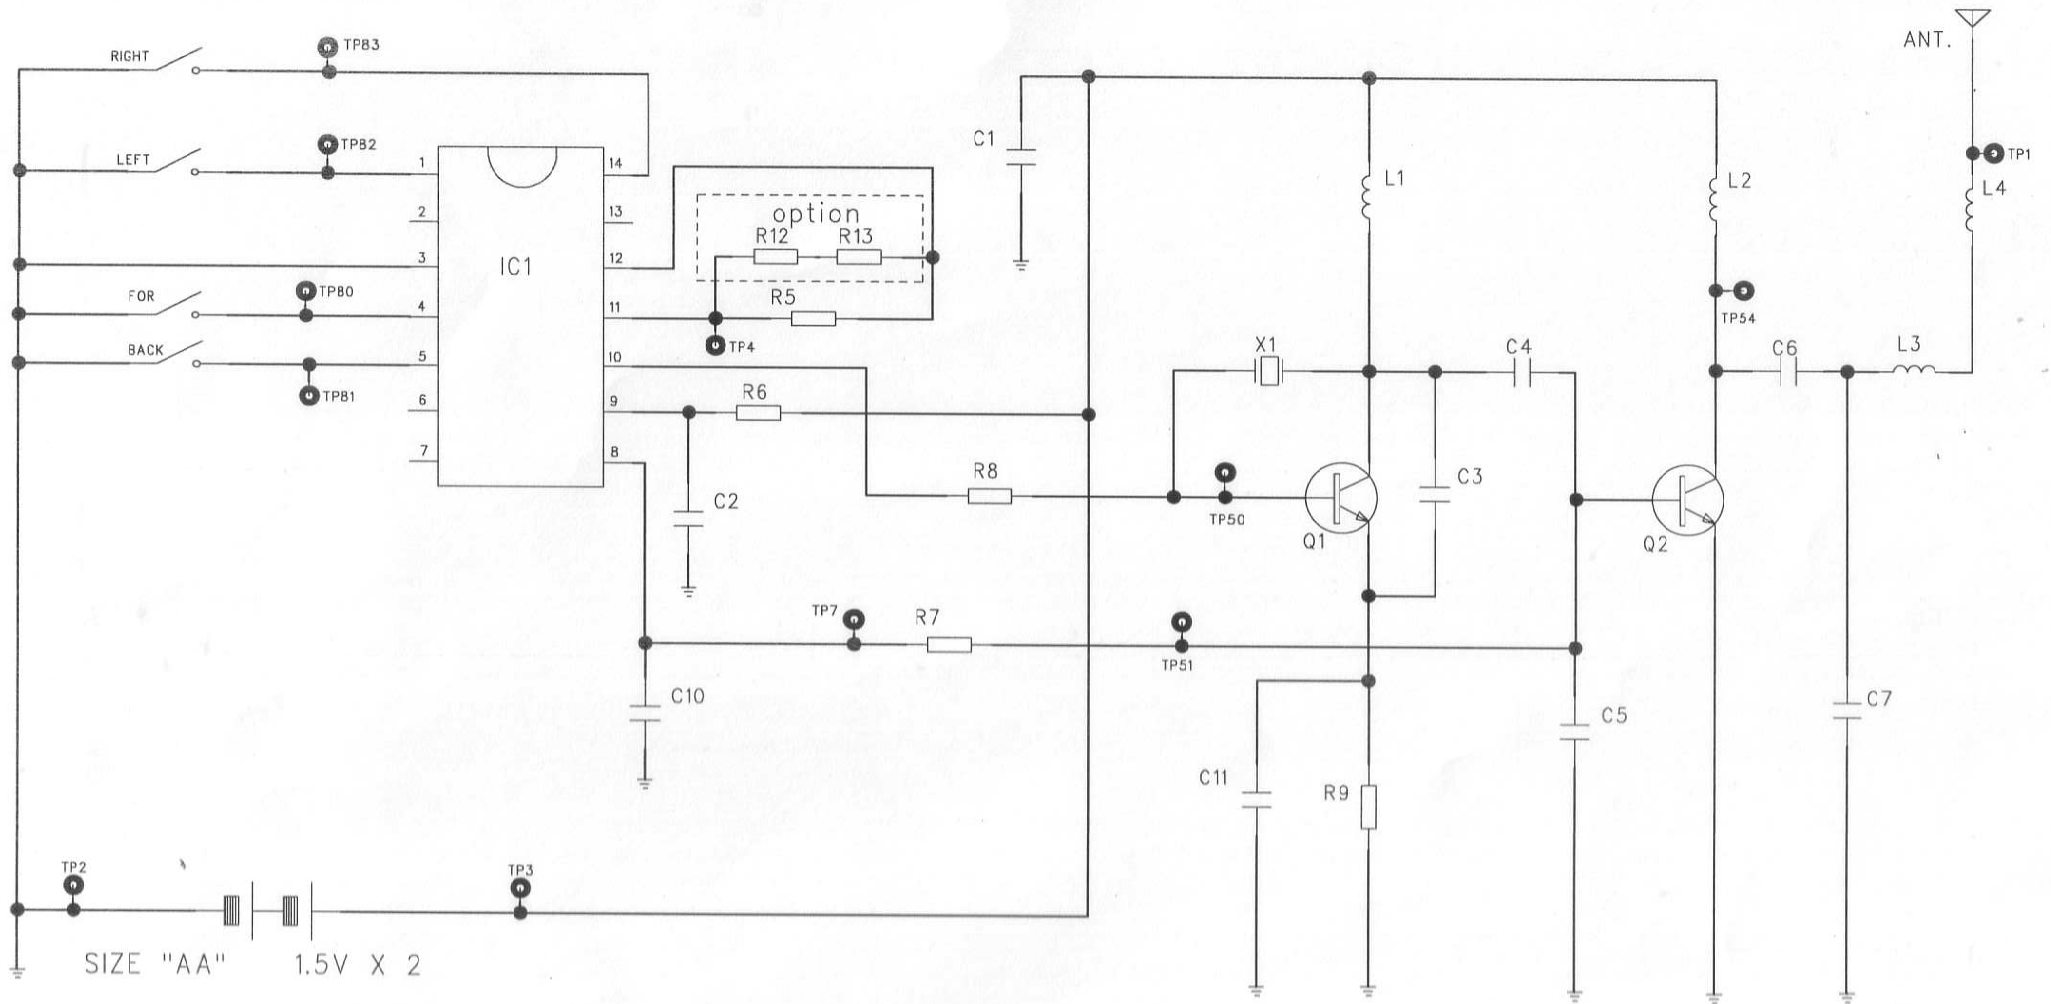 RIGHT
TP83
ANT.
LEFT
TP82
C1
TP1
1
14
L1
L2
L4
2
13
option
R12
R13
3
12
IC1
FOR
TP80
4
11
R5
TP54
BACK
5
10
TP4
X1
C4
C6
L3
TP81
6
9
R6
7
8
R8
C3
C2
TP50
Q1
Q2
TP7
R7
TP51
C10
C5
C7
C11
R9
TP2
TP3
SIZE "AA"
1.5V X 2